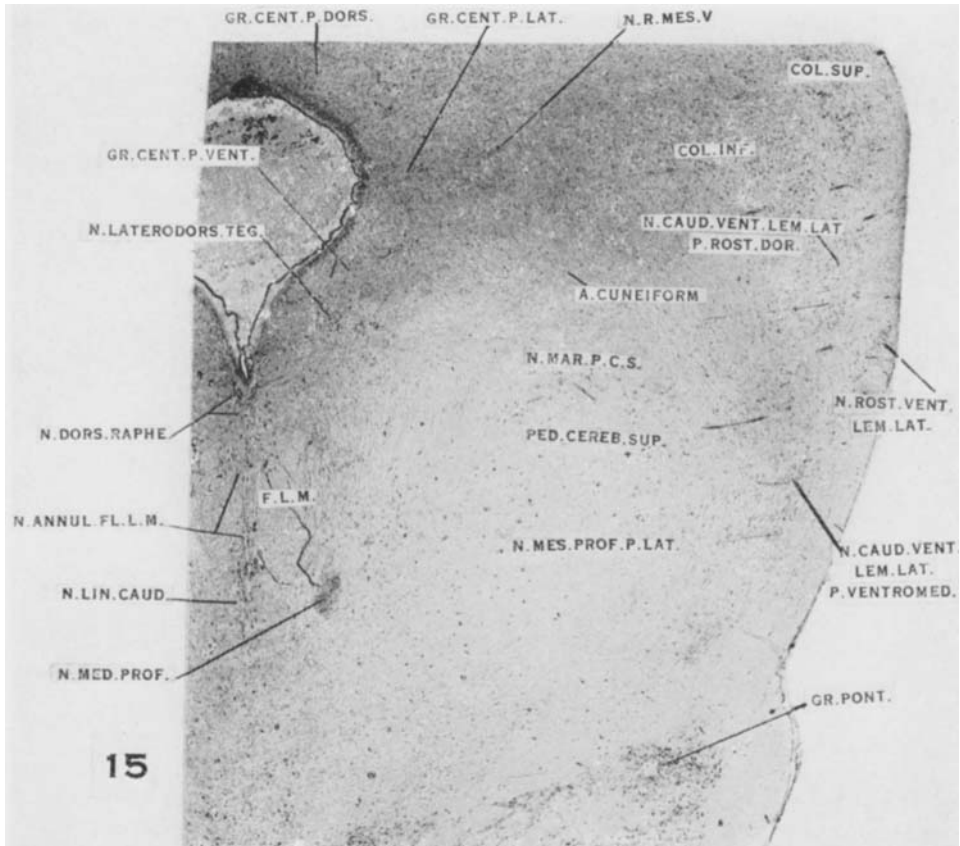 GR.CENT.P.DORS.
GR.CENT.P.LAT.
N.R.MES.V
COL.SUP.
GR.CENT.P.VENT.
COL.INF.
N.LATERODORS.TEG.
N.CAUD.VENT.LEM.LAT.
P.ROST.DOR.
A.CUNEIFORM
N.MAR.P.C.S.
N.ROST.VENT.
LEM.LAT.
N.DORS.RAPHE
PED.CEREB.SUP.
F.L.M.
N.ANNUL.FL.L.M.
N.MES.PROF.P.LAT.
N.CAUD.VENT.
LEM.LAT.
P.VENTROMED.
N.LIN.CAUD
N.MED.PROF.
GR.PONT.
15